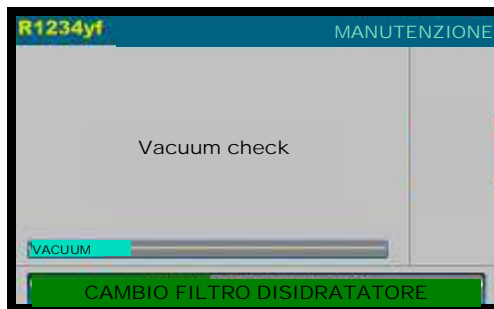 R1234yf
MANUTENZIONE
Vacuum check
VACUUM
CAMBIO FILTRO DISIDRATATORE